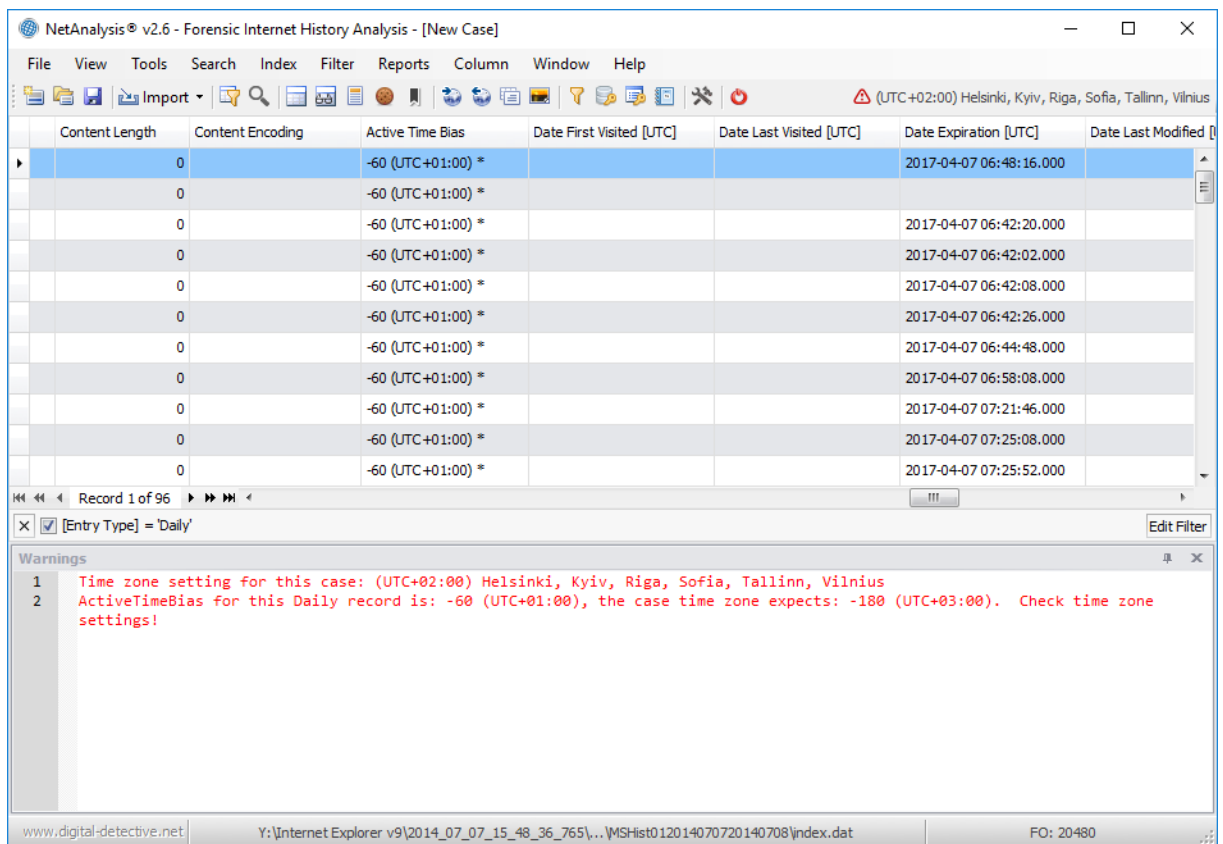 NetAnalysis® v2.6 - Forensic Internet History Analysis - [New Case]
File View Tools Search Index Filter Reports Column Window Help
Import (UTC+02:00) Helsinki, Kyiv, Riga, Sofia, Tallinn, Vilnius
Content Length Content Encoding Active Time Bias Date First Visited [UTC] Date Last Visited [UTC] Date Expiration [UTC] Date Last Modified [U
0 -60 (UTC+01:00) * 2017-04-07 06:48:16.000
0 -60 (UTC+01:00) *
0 -60 (UTC+01:00) * 2017-04-07 06:42:20.000
0 -60 (UTC+01:00) * 2017-04-07 06:42:02.000
0 -60 (UTC+01:00) * 2017-04-07 06:42:08.000
0 -60 (UTC+01:00) * 2017-04-07 06:42:26.000
0 -60 (UTC+01:00) * 2017-04-07 06:44:48.000
0 -60 (UTC+01:00) * 2017-04-07 06:58:08.000
0 -60 (UTC+01:00) * 2017-04-07 07:21:46.000
0 -60 (UTC+01:00) * 2017-04-07 07:25:08.000
0 -60 (UTC+01:00) * 2017-04-07 07:25:52.000
Record 1 of 96
[Entry Type] = 'Daily' Edit Filter
Warnings
1 Time zone setting for this case: (UTC+02:00) Helsinki, Kyiv, Riga, Sofia, Tallinn, Vilnius
2 ActiveTimeBias for this Daily record is: -60 (UTC+01:00), the case time zone expects: -180 (UTC+03:00). Check time zone
settings!
www.digital-detective.net Y:\Internet Explorer v9\2014_07_07_15_48_36_765\...\MSHist012014070720140708\index.dat FO: 20480